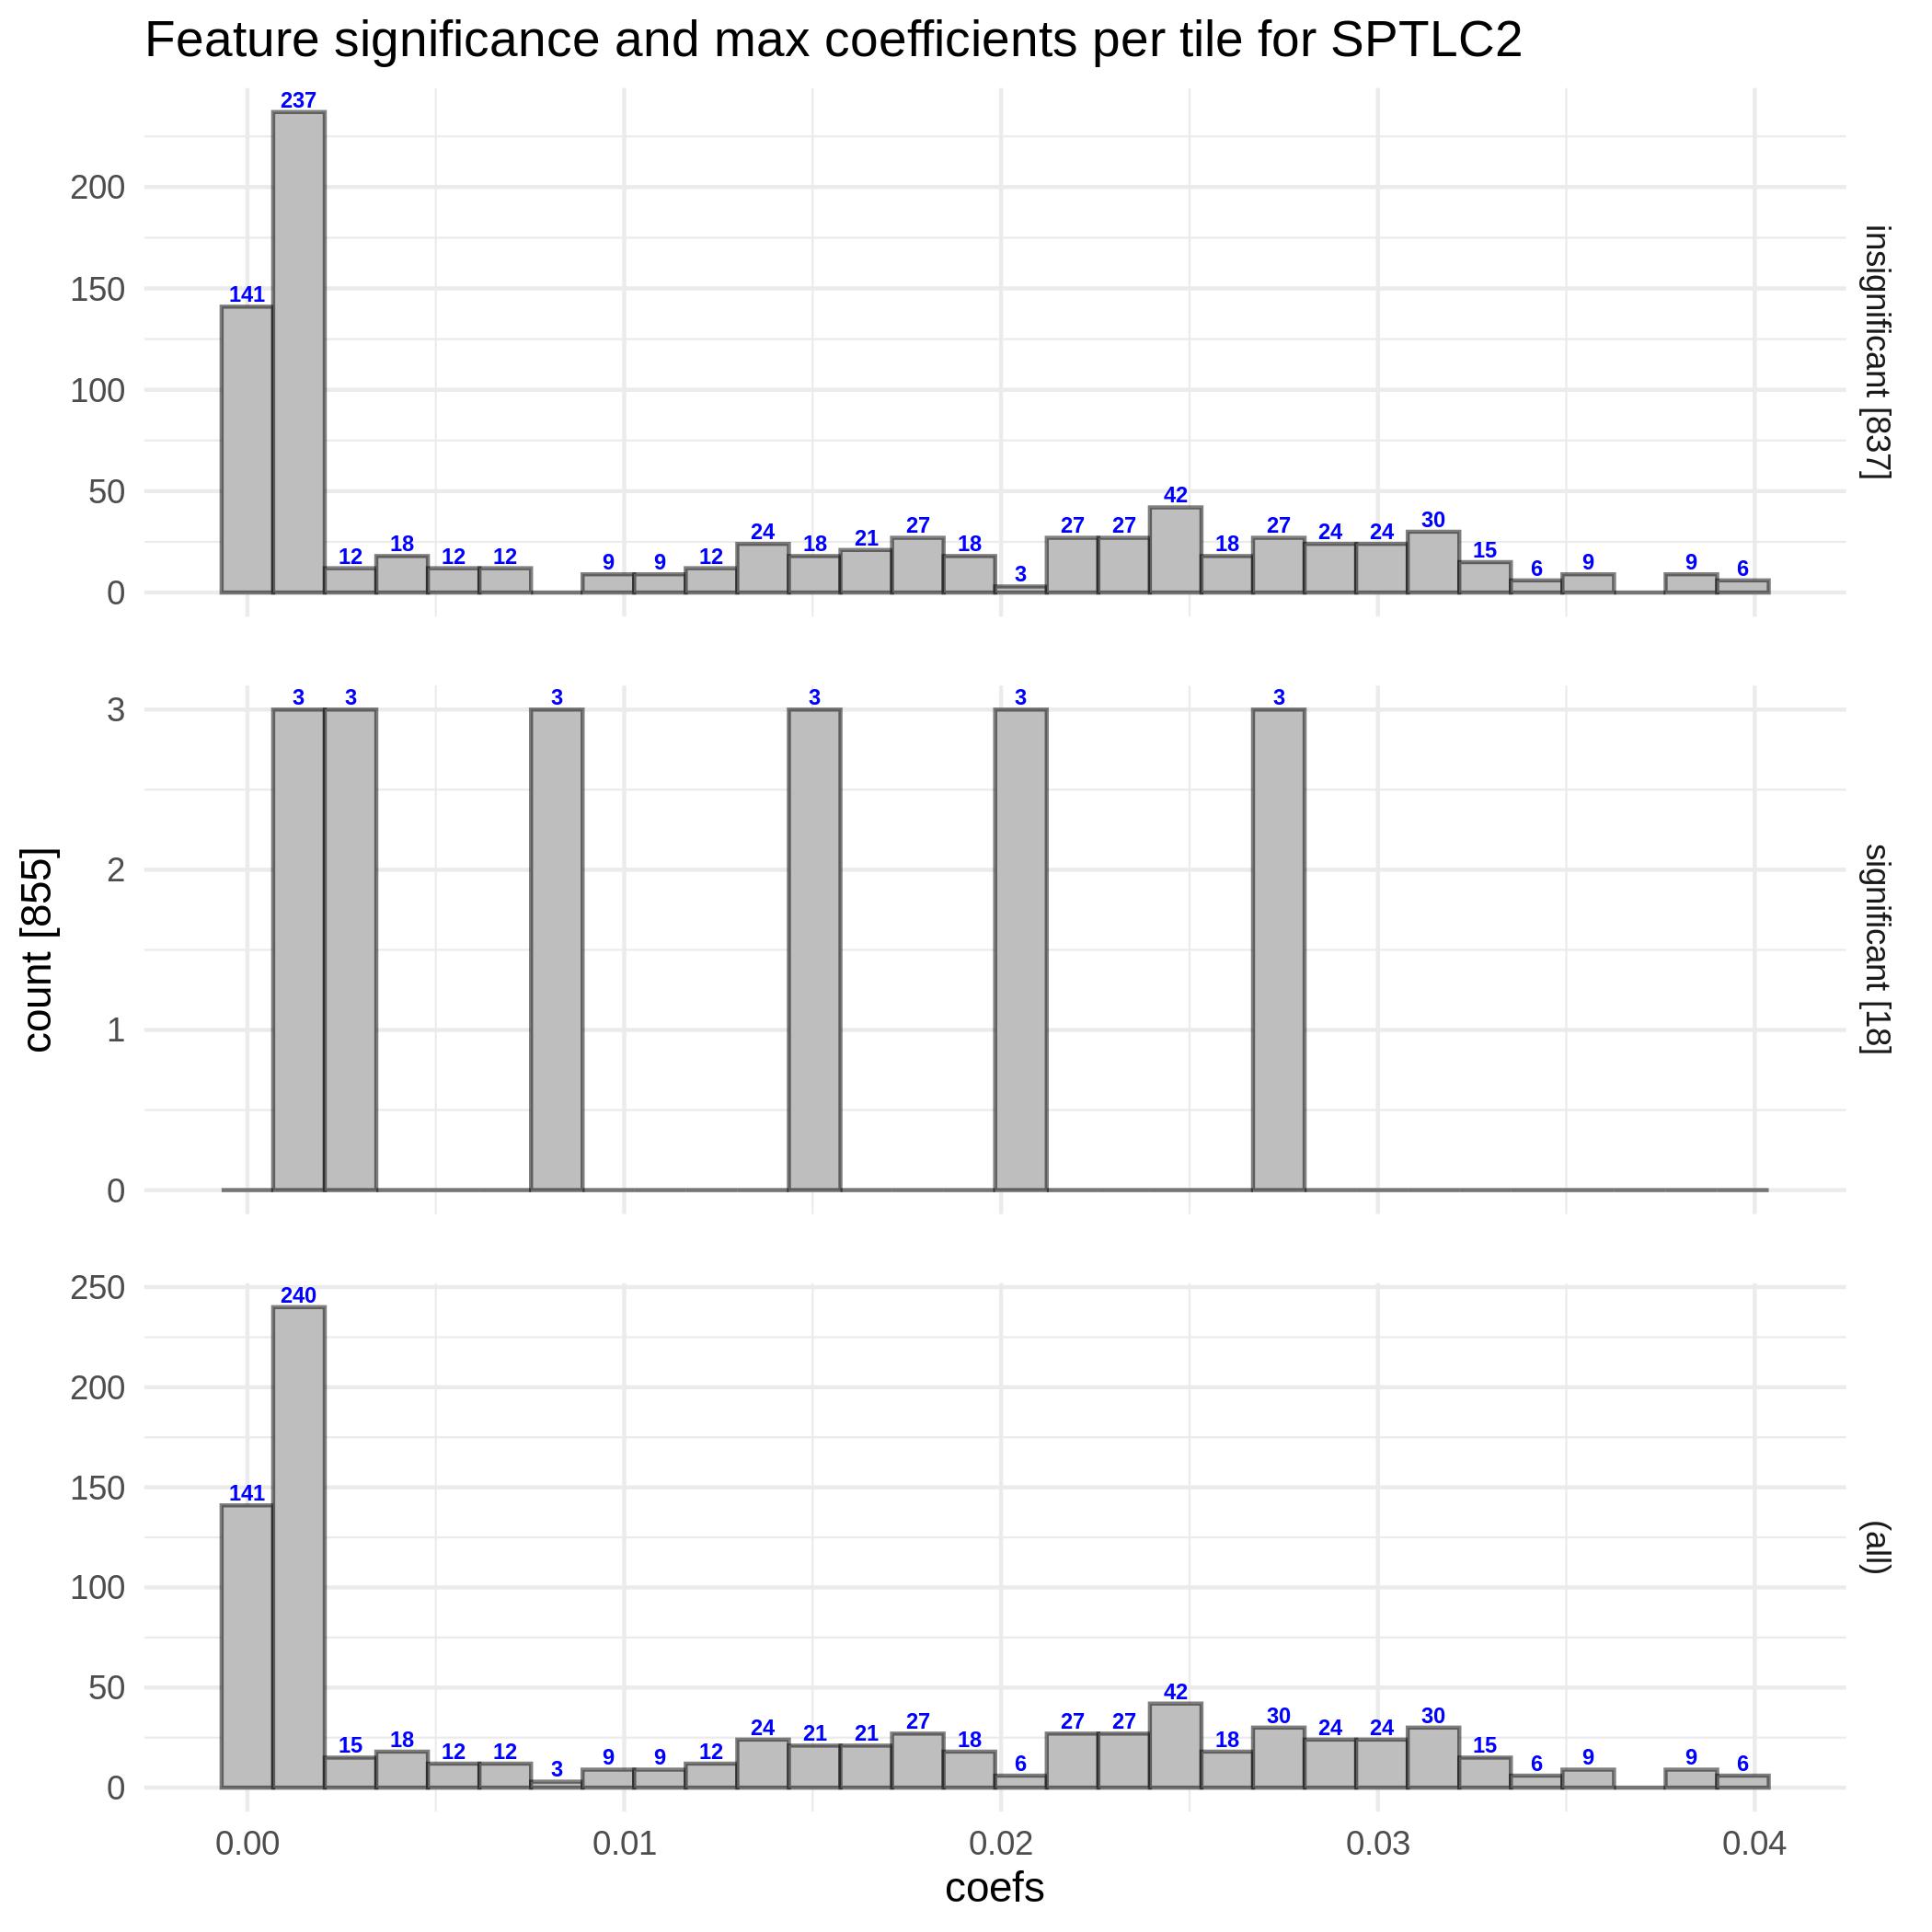 Feature significance and max coefficients per tile for SPTLC2
237
200
150
141
100
50
0
12 18 12 12 9 9 12 24 18 21 27 18 3 27 27 42 18 27 24 24 30 15 6 9 9 6
insignificant [837]
3 3 3 3 3 3
3
2
1
0
significant [18]
count [855]
250
240
200
150
141
100
50
0
15 18 12 12 3 9 9 12 24 21 21 27 18 6 27 27 42 18 30 24 24 30 15 6 9 9 6
(all)
0.00 0.01 0.02 0.03 0.04
coefs